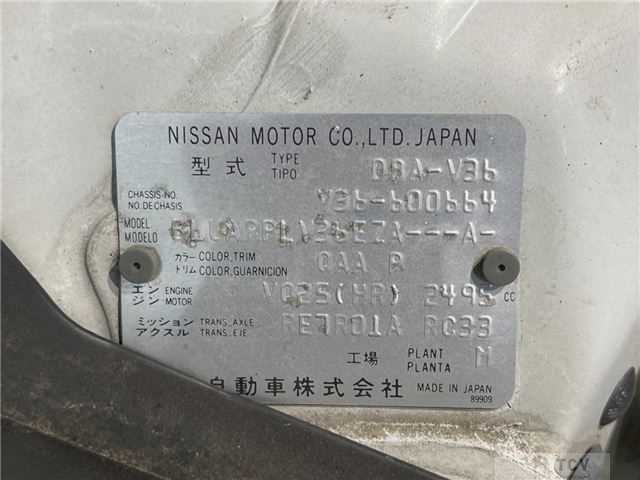 NISSAN MOTOR CO.,LTD. JAPAN
型式 TYPE TIPO DBA-V36
CHASSIS-NO. NO.DE CHASIS V36-600664
MODEL MODELO
カラー COLOR,TRIM トリム COLOR,GUARNICION QAA P
エンジン ENGINE MOTOR VQ25(HR) 2495 CC
ミッション アクスル TRANS.,AXLE TRANS.,EJE RE7R01A RC33
工場 PLANT PLANTA M
自動車株式会社 MADE IN JAPAN
89909
TCV